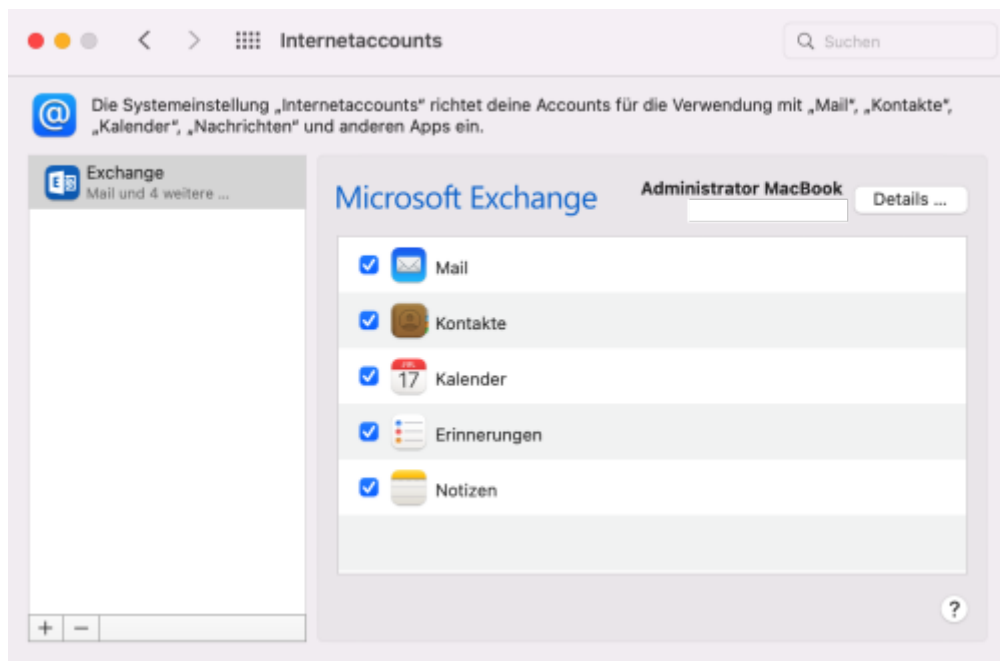 Internetaccounts
Suchen
Die Systemeinstellung „Internetaccounts“ richtet deine Accounts für die Verwendung mit „Mail“, „Kontakte“,
„Kalender“, „Nachrichten“ und anderen Apps ein.
Exchange
Mail und 4 weitere ...
Microsoft Exchange
Administrator MacBook
Details ...
Mail
Kontakte
17
Kalender
Erinnerungen
Notizen
?
+ −